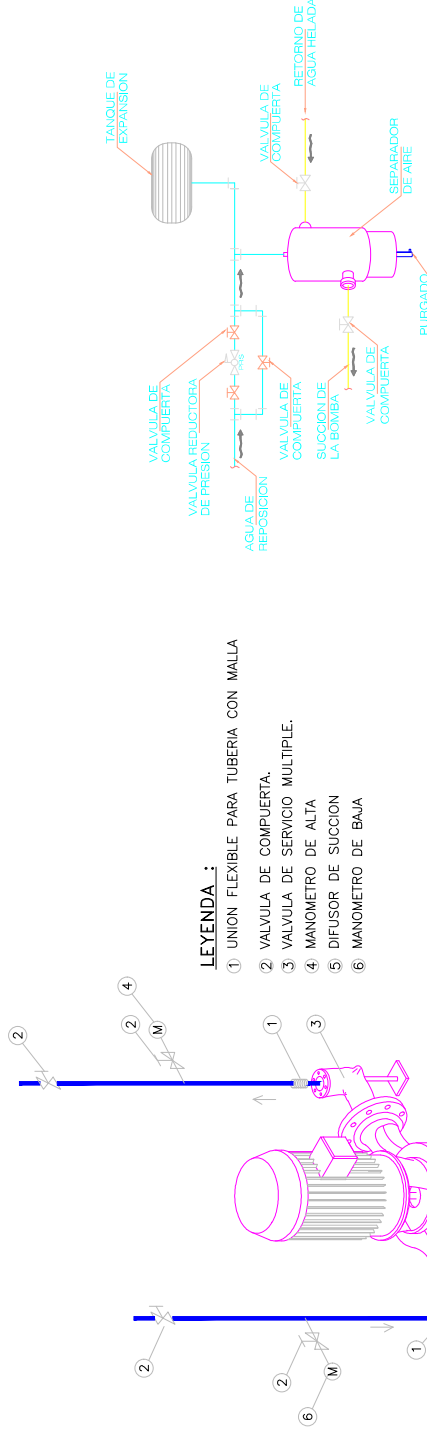 TANQUE DE
EXPANSION
VALVULA DE
COMPUERTA
VALVULA REDUCTORA
DE PRESION
PRS
AGUA DE
REPOSICION
VALVULA DE
COMPUERTA
SUCCION DE
LA BOMBA
VALVULA DE
COMPUERTA
VALVULA DE
COMPUERTA
RETORNO DE
AGUA HELADA
SEPARADOR
DE AIRE
PURGADO
LEYENDA :
1 UNION FLEXIBLE PARA TUBERIA CON MALLA
2 VALVULA DE COMPUERTA.
3 VALVULA DE SERVICIO MULTIPLE.
4 MANOMETRO DE ALTA
5 DIFUSOR DE SUCCION
6 MANOMETRO DE BAJA
2
2
4
M
1
3
2
2
6
M
1